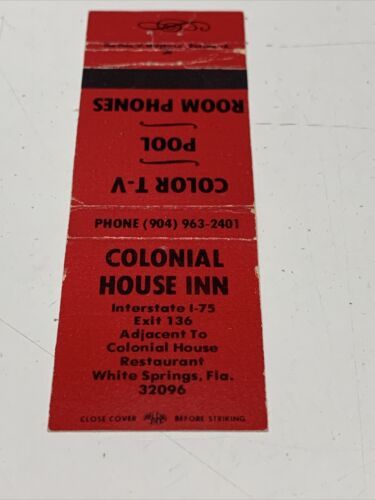 ROOM PHONES
POOL
COLOR T-V
PHONE (904) 963-2401
COLONIAL
HOUSE INN
Interstate I-75
Exit 136
Adjacent To
Colonial House
Restaurant
White Springs, Fla.
32096
CLOSE COVER BEFORE STRIKING